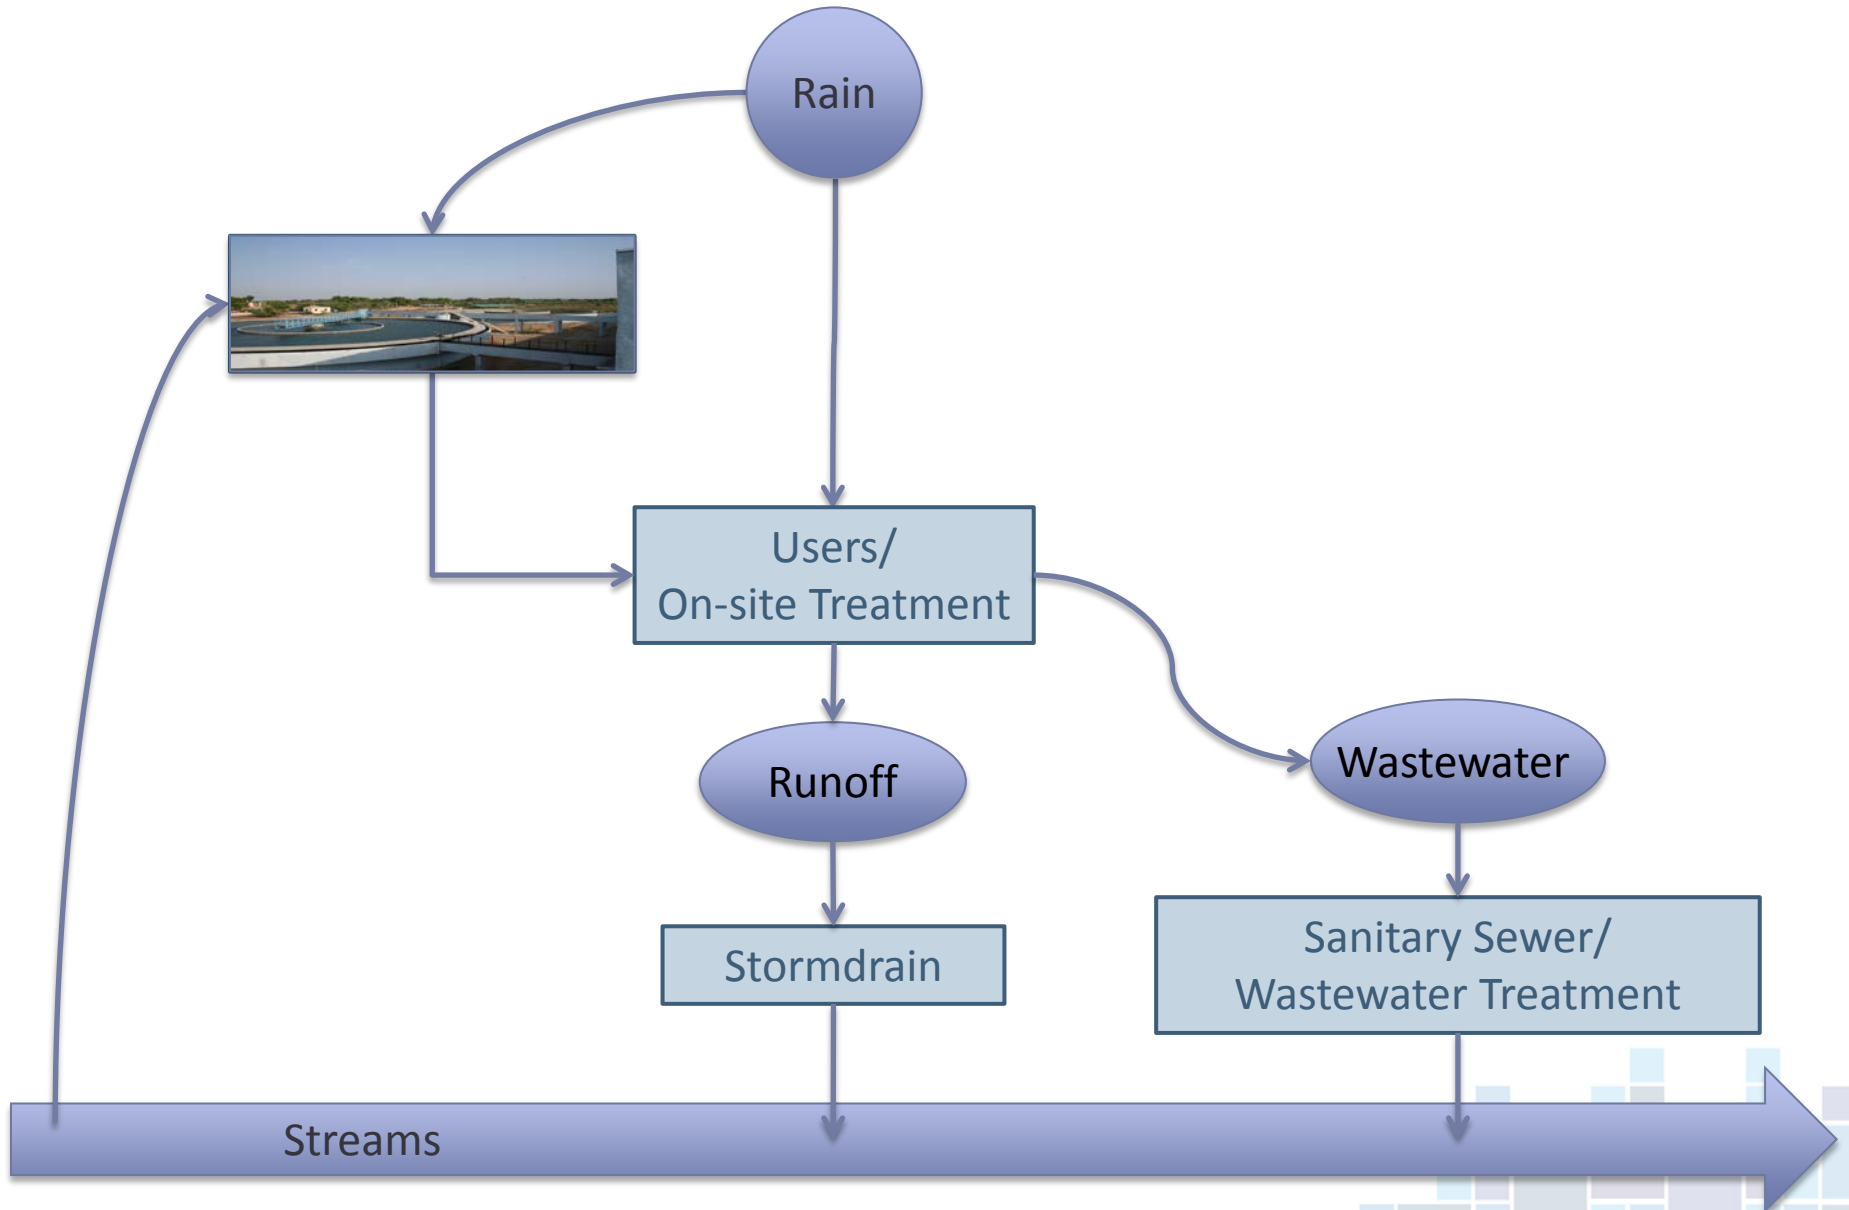 Rain
Users/
On-site Treatment
Runoff
Wastewater
Stormdrain
Sanitary Sewer/
Wastewater Treatment
Streams